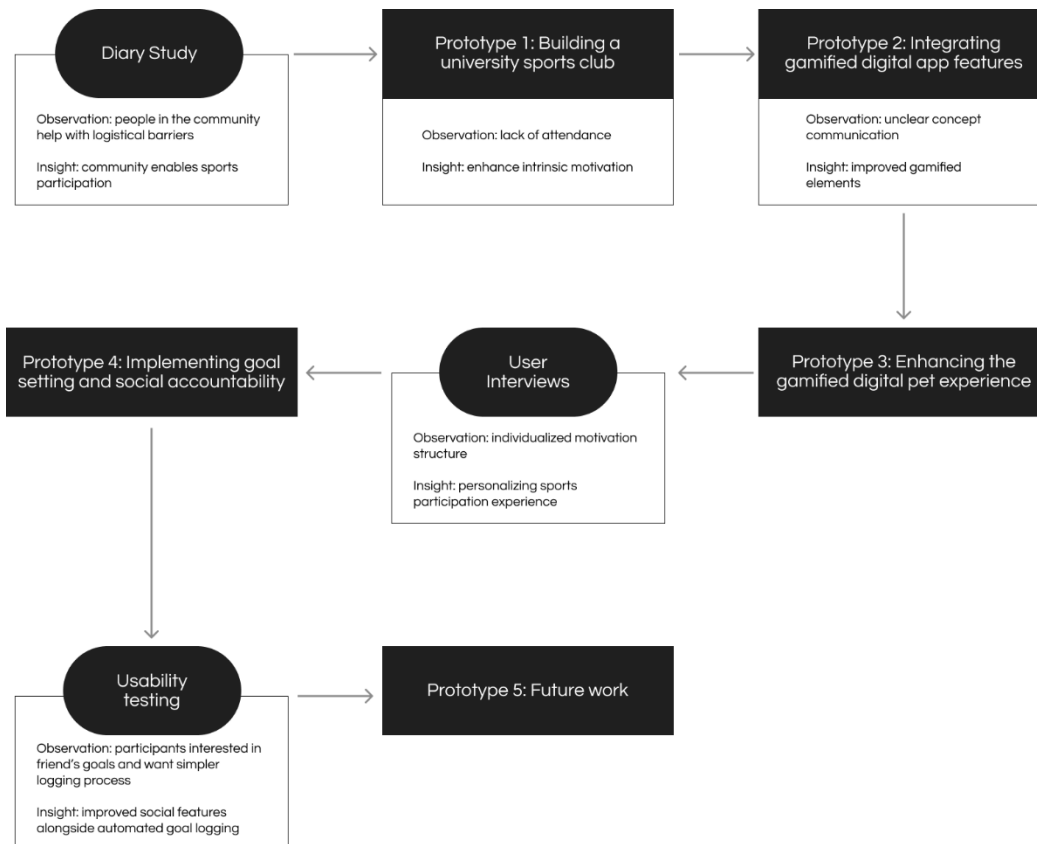 Diary Study
Observation: people in the community
help with logistical barriers
Insight: community enables sports
participation
Prototype 1: Building a
university sports club
Observation: lack of attendance
Insight: enhance intrinsic motivation
Prototype 2: Integrating
gamified digital app features
Observation: unclear concept
communication
Insight: improved gamified
elements
Prototype 3: Enhancing the
gamified digital pet experience
User
Interviews
Observation: individualized motivation
structure
Insight: personalizing sports
participation experience
Prototype 4: Implementing goal
setting and social accountability
Usability
testing
Observation: participants interested in
friend's goals and want simpler
logging process
Insight: improved social features
alongside automated goal logging
Prototype 5: Future work